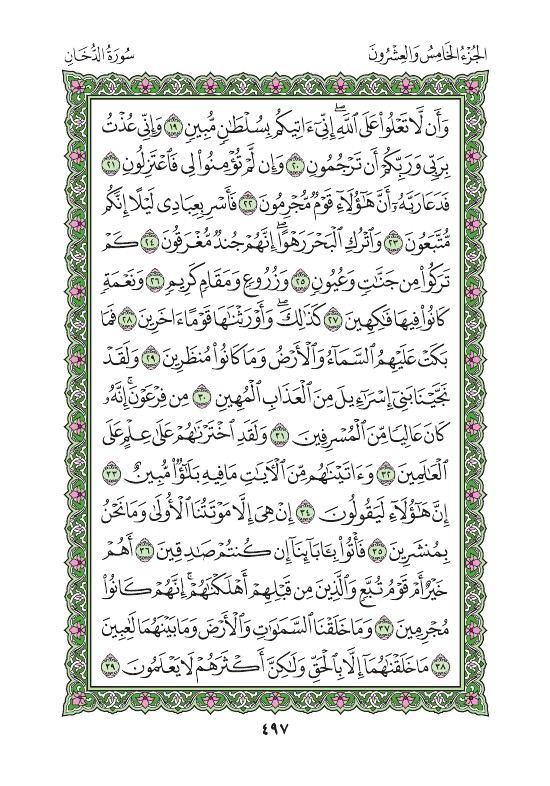 الجُزْءُ الخَامِسُ وَالعِشْرُونَ
سُورَةُ الدُّخَانِ
وَأَن لَّا تَعْلُوا۟ عَلَى ٱللَّهِ ۖ إِنِّىٓ ءَاتِيكُم بِسُلْطَـٰنٍ مُّبِينٍ ١٩ وَإِنِّى عُذْتُ
بِرَبِّى وَرَبِّكُمْ أَن تَرْجُمُونِ ٢٠ وَإِن لَّمْ تُؤْمِنُوا۟ لِى فَٱعْتَزِلُونِ ٢١
فَدَعَا رَبَّهُۥٓ أَنَّ هَـٰٓؤُلَآءِ قَوْمٌ مُّجْرِمُونَ ٢٢ فَأَسْرِ بِعِبَادِى لَيْلًا إِنَّكُم
مُّتَّبَعُونَ ٢٣ وَٱتْرُكِ ٱلْبَحْرَ رَهْوًا ۖ إِنَّهُمْ جُندٌ مُّغْرَقُونَ ٢٤ كَمْ
تَرَكُوا۟ مِن جَنَّـٰتٍ وَعُيُونٍ ٢٥ وَزُرُوعٍ وَمَقَامٍ كَرِيمٍ ٢٦ وَنَعْمَةٍ
كَانُوا۟ فِيهَا فَـٰكِهِينَ ٢٧ كَذَٰلِكَ ۖ وَأَوْرَثْنَـٰهَا قَوْمًا ءَاخَرِينَ ٢٨ فَمَا
بَكَتْ عَلَيْهِمُ ٱلسَّمَآءُ وَٱلْأَرْضُ وَمَا كَانُوا۟ مُنظَرِينَ ٢٩ وَلَقَدْ
نَجَّيْنَا بَنِىٓ إِسْرَٰٓءِيلَ مِنَ ٱلْعَذَابِ ٱلْمُهِينِ ٣٠ مِن فِرْعَوْنَ ۚ إِنَّهُۥ
كَانَ عَالِيًا مِّنَ ٱلْمُسْرِفِينَ ٣١ وَلَقَدِ ٱخْتَرْنَـٰهُمْ عَلَىٰ عِلْمٍ عَلَى
ٱلْعَـٰلَمِينَ ٣٢ وَءَاتَيْنَـٰهُم مِّنَ ٱلْـَٔايَـٰتِ مَا فِيهِ بَلَـٰٓؤٌا۟ مُّبِينٌ ٣٣
إِنَّ هَـٰٓؤُلَآءِ لَيَقُولُونَ ٣٤ إِنْ هِىَ إِلَّا مَوْتَتُنَا ٱلْأُولَىٰ وَمَا نَحْنُ
بِمُنشَرِينَ ٣٥ فَأْتُوا۟ بِـَٔابَآئِنَآ إِن كُنتُمْ صَـٰدِقِينَ ٣٦ أَهُمْ
خَيْرٌ أَمْ قَوْمُ تُبَّعٍ وَٱلَّذِينَ مِن قَبْلِهِمْ ۚ أَهْلَكْنَـٰهُمْ ۖ إِنَّهُمْ كَانُوا۟
مُجْرِمِينَ ٣٧ وَمَا خَلَقْنَا ٱلسَّمَـٰوَٰتِ وَٱلْأَرْضَ وَمَا بَيْنَهُمَا لَـٰعِبِينَ
٣٨ مَا خَلَقْنَـٰهُمَآ إِلَّا بِٱلْحَقِّ وَلَـٰكِنَّ أَكْثَرَهُمْ لَا يَعْلَمُونَ ٣٩
٤٩٧